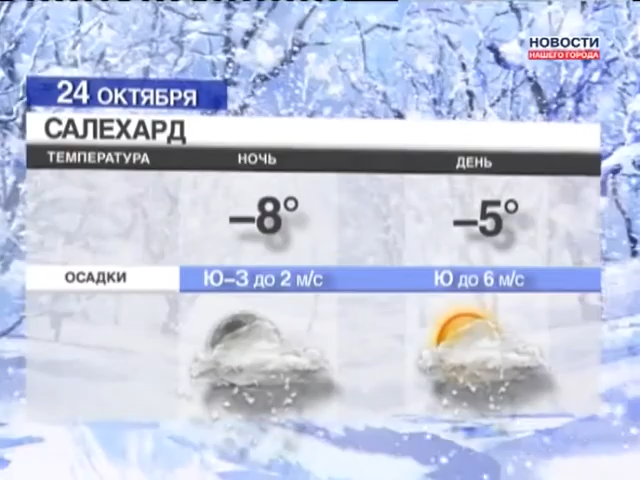 НОВОСТИ
НАШЕГО ГОРОДА
24 ОКТЯБРЯ
САЛЕХАРД
ТЕМПЕРАТУРА НОЧЬ ДЕНЬ
–8° –5°
ОСАДКИ Ю–З ДО 2 М/С Ю ДО 6 М/С